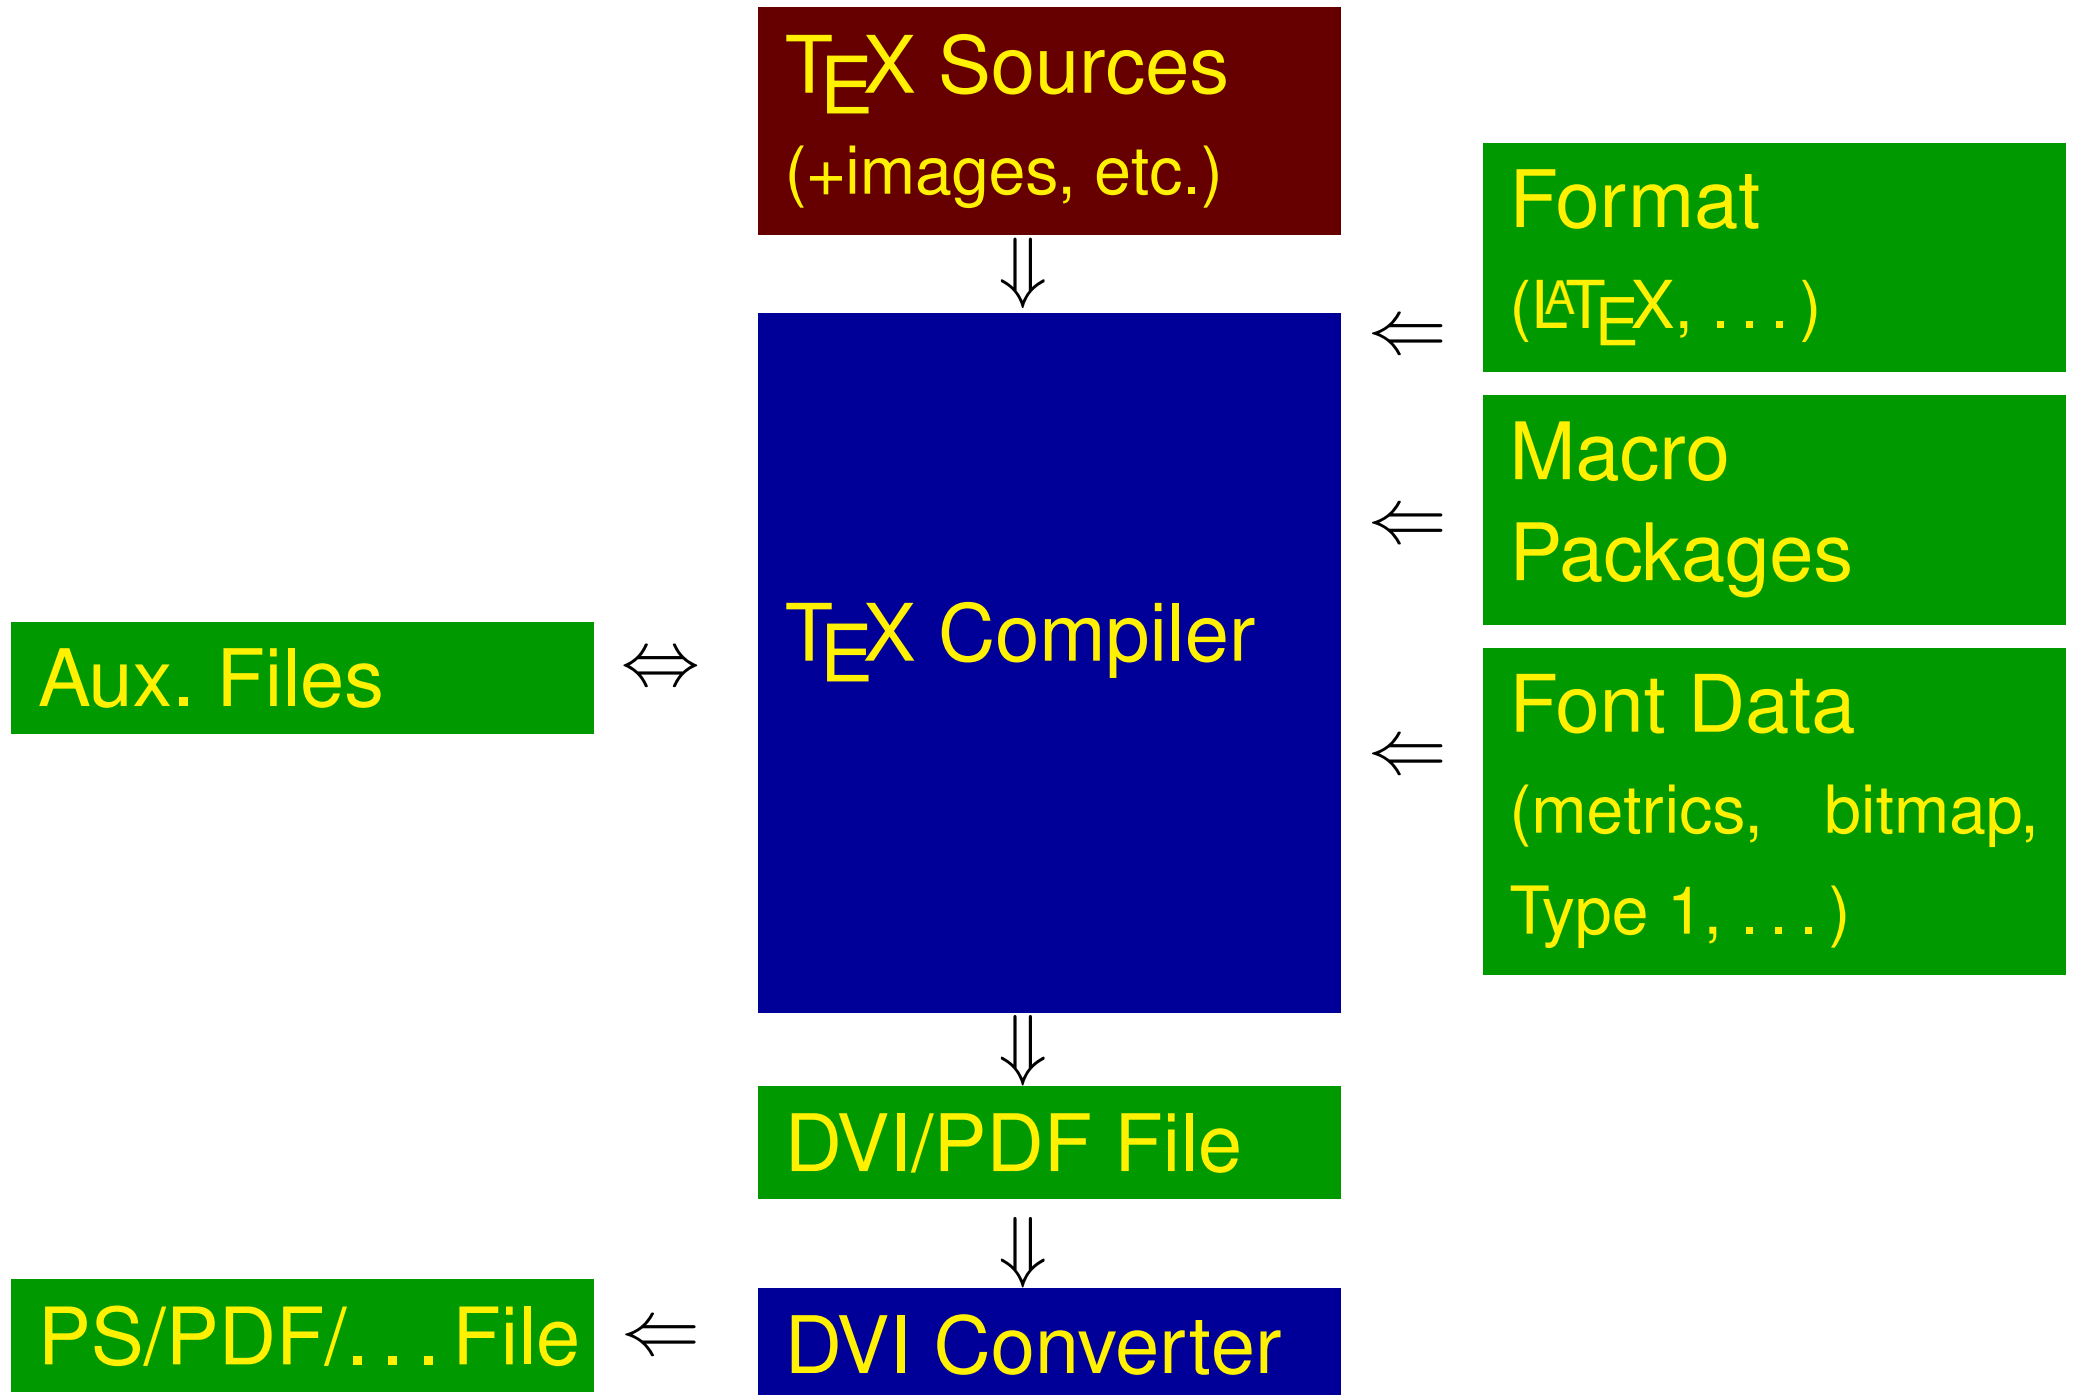 TEX Sources
(+images, etc.)
Format
(LATEX, . . . )
Macro
Packages
TEX Compiler
Aux. Files
Font Data
(metrics, bitmap,
Type 1, . . . )
DVI/PDF File
PS/PDF/. . . File
DVI Converter